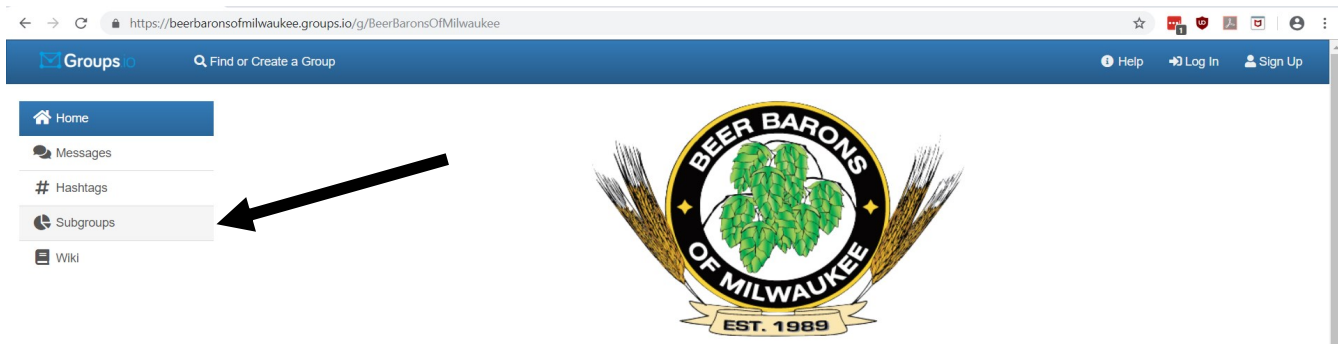 https://beerbaronsofmilwaukee.groups.io/g/BeerBaronsOfMilwaukee
1
Groups.io
Find or Create a Group
Help
Log In
Sign Up
Home
Messages
# Hashtags
Subgroups
Wiki
BEER BARONS
OF MILWAUKEE
EST. 1989